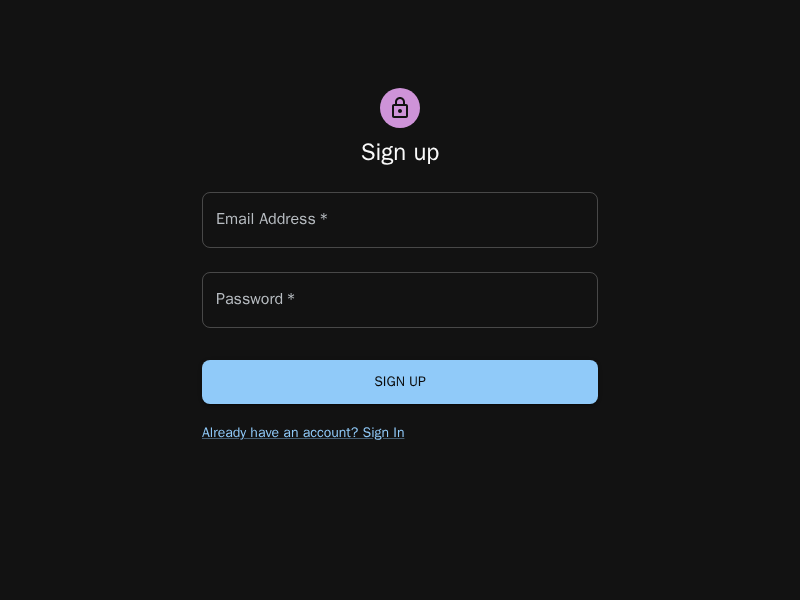 Sign up
Email Address *
Password *
SIGN UP
Already have an account? Sign In